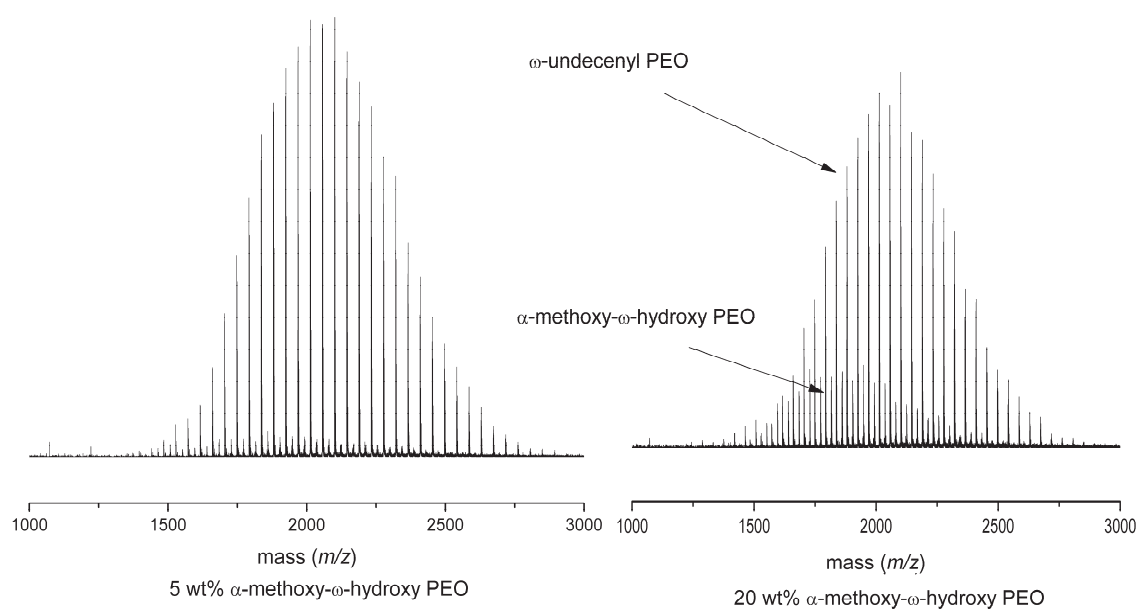 ω-undecenyl PEO
α-methoxy-ω-hydroxy PEO
1000 1500 2000 2500 3000
mass (m/z)
5 wt% α-methoxy-ω-hydroxy PEO
1000 1500 2000 2500 3000
mass (m/z)
20 wt% α-methoxy-ω-hydroxy PEO